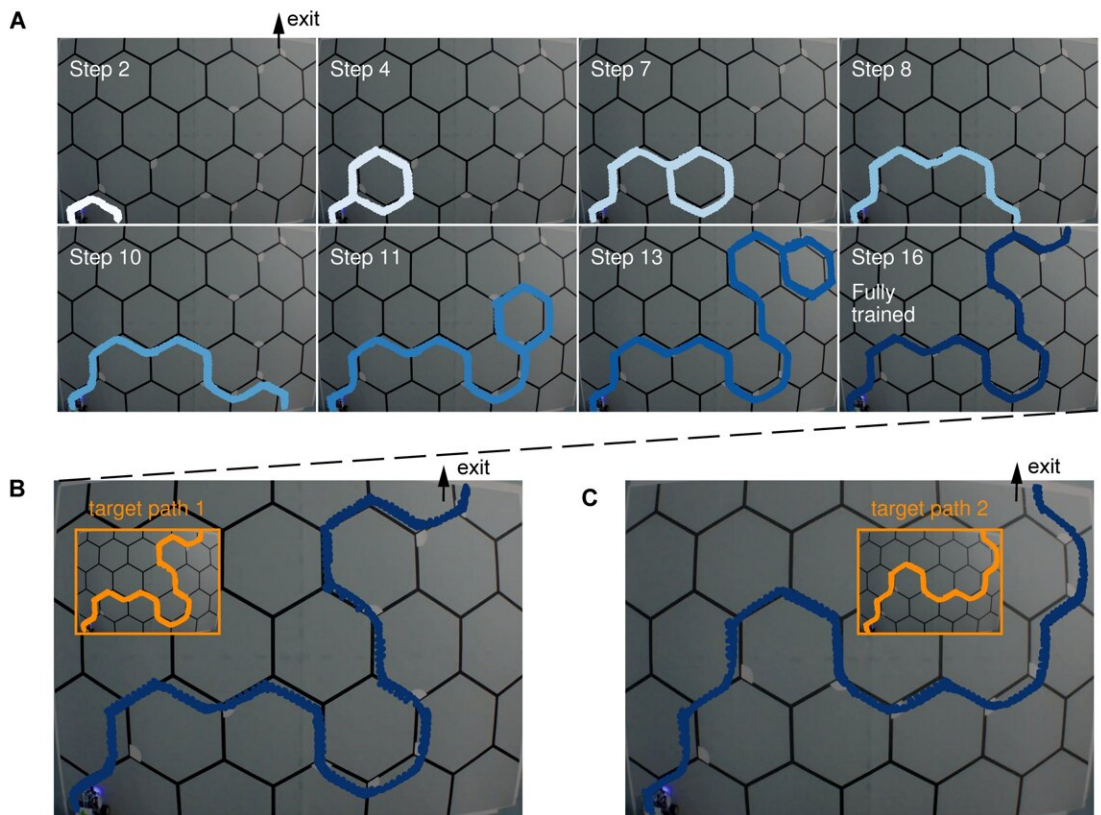 A
exit
Step 2
Step 4
Step 7
Step 8
Step 10
Step 11
Step 13
Step 16
Fully
trained
B
exit
target path 1
C
exit
target path 2